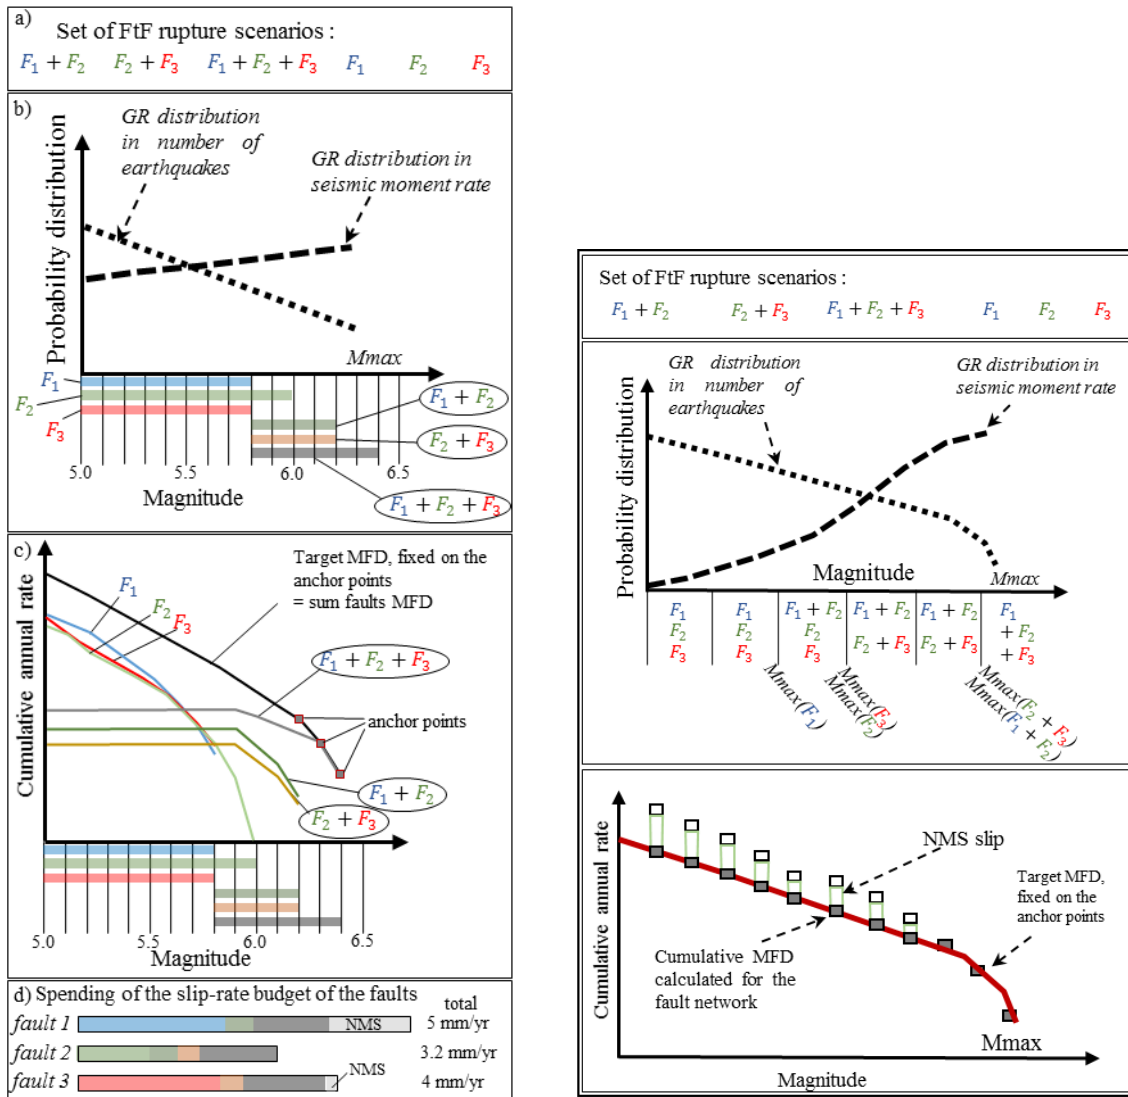 a)
Set of FtF rupture scenarios :
F1 + F2 F2 + F3 F1 + F2 + F3 F1 F2 F3
b)
GR distribution
in number of
earthquakes
GR distribution in
seismic moment rate
Probability distribution
Mmax
F1
F2
F3
F1 + F2
F2 + F3
F1 + F2 + F3
5.0 5.5 6.0 6.5
Magnitude
c)
Target MFD, fixed on the
anchor points
= sum faults MFD
F1
F2
F3
F1 + F2 + F3
anchor points
Cumulative annual rate
F1 + F2
F2 + F3
5.0 5.5 6.0 6.5
Magnitude
d) Spending of the slip-rate budget of the faults
total
fault 1 NMS 5 mm/yr
fault 2 3.2 mm/yr
NMS
fault 3 4 mm/yr
Set of FtF rupture scenarios :
F1 + F2 F2 + F3 F1 + F2 + F3 F1 F2 F3
GR distribution
in number of
earthquakes
GR distribution in
seismic moment rate
Probability distribution
Magnitude
Mmax
F1 F1 F1 + F2 F1 + F2 F1 + F2 F1
F2 F2 F2 + F2
F3 F3 F3 F2 + F3 F2 + F3 + F3
Mmax(F1)
Mmax(F3)
Mmax(F2)
Mmax(F2 + F3)
Mmax(F1 + F2)
Cumulative annual rate
NMS slip
Target MFD,
fixed on the
anchor points
Cumulative MFD
calculated for the
fault network
Mmax
Magnitude